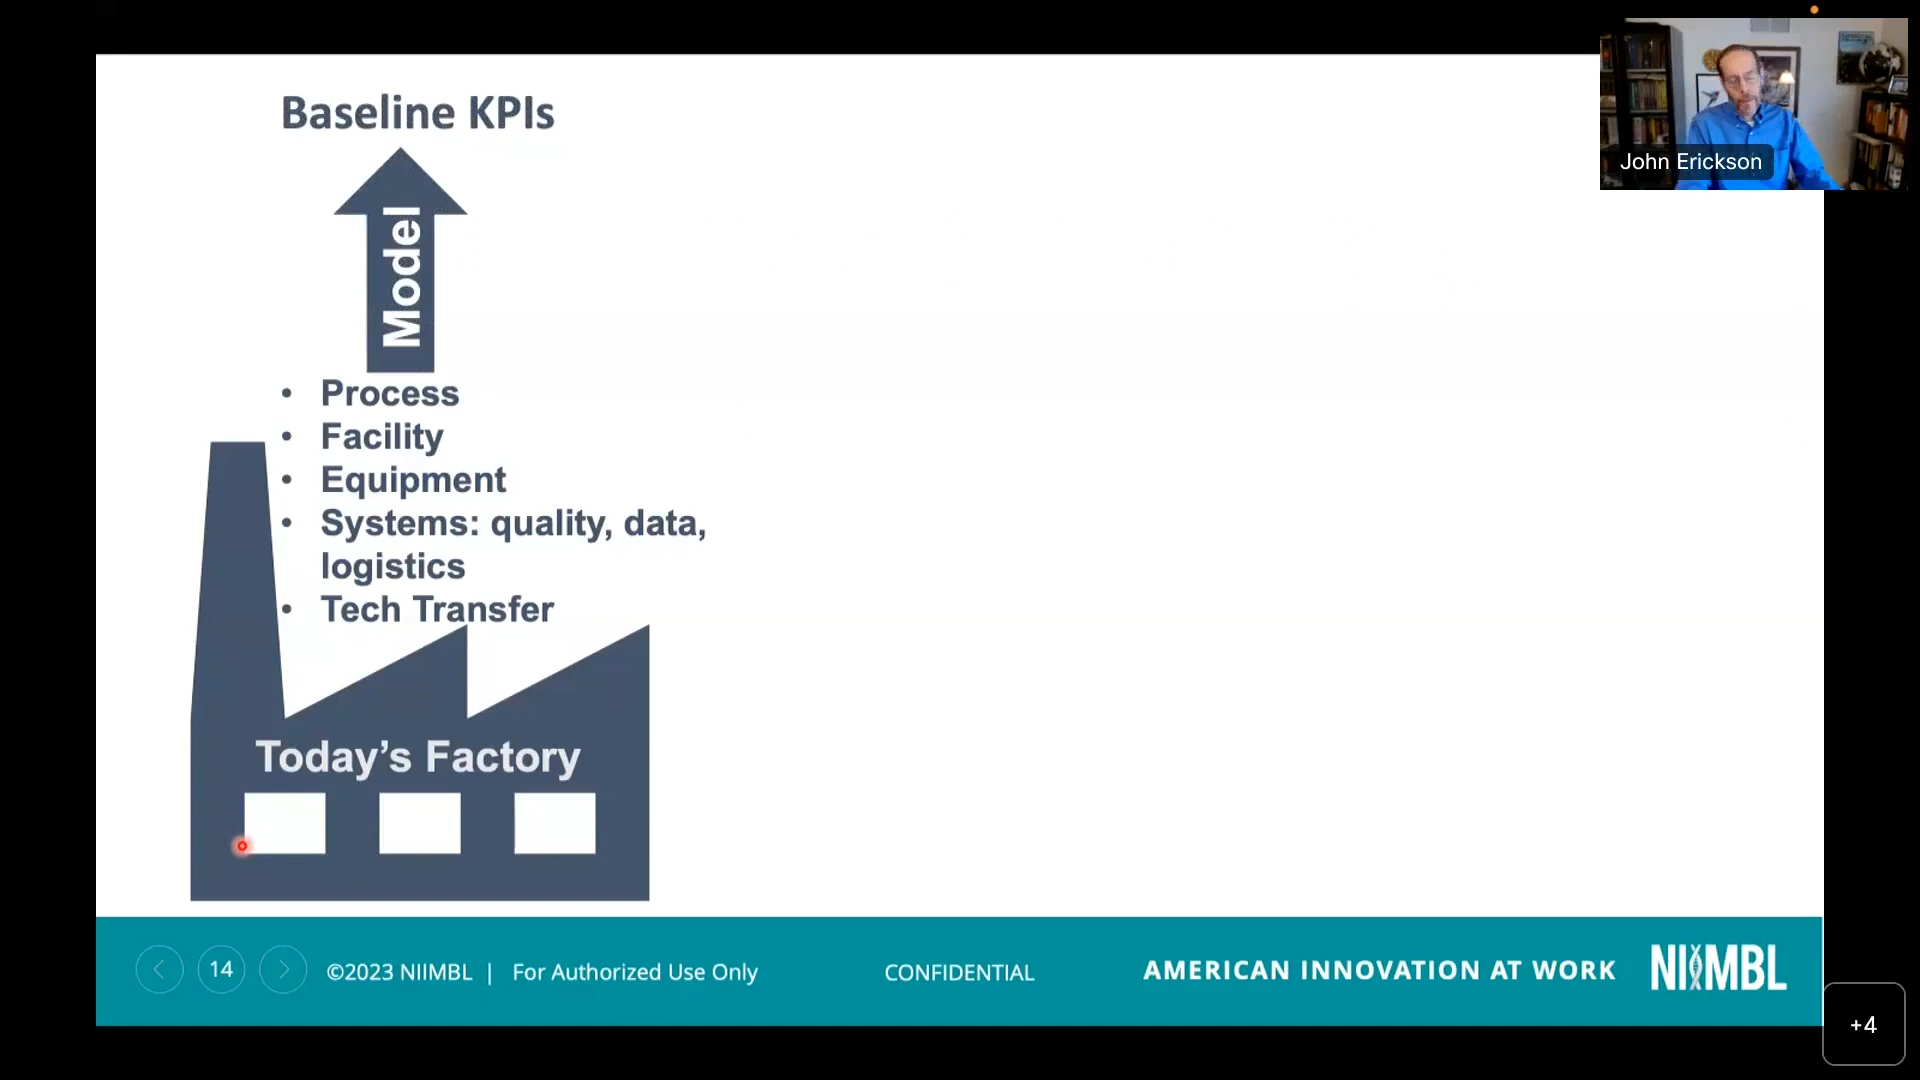 John Erickson
Baseline KPIs
Model
• Process
• Facility
• Equipment
• Systems: quality, data,
logistics
• Tech Transfer
Today’s Factory
14
©2023 NIIMBL | For Authorized Use Only
CONFIDENTIAL
AMERICAN INNOVATION AT WORK
NIIMBL
+4